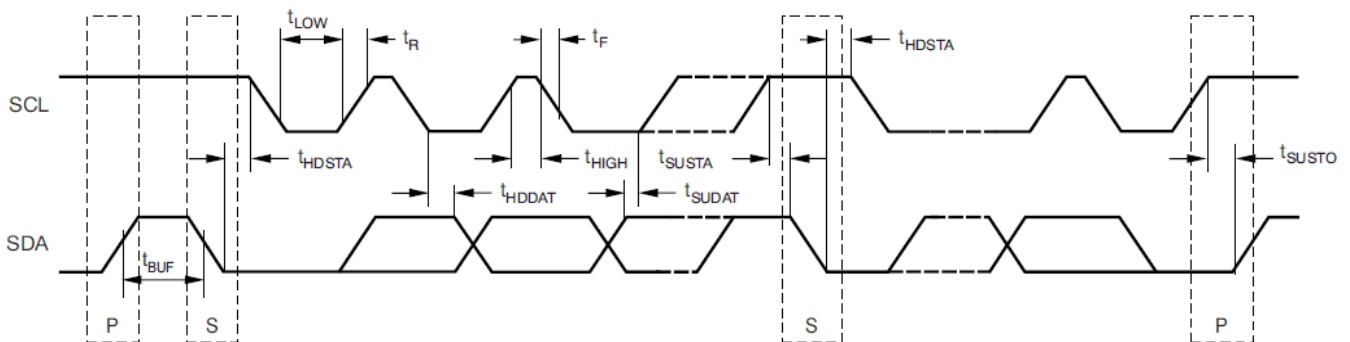 tLOW
tR
tF
tHDSTA
SCL
tHDSTA
tHIGH
tSUSTA
tSUSTO
tHDDAT
tSUDAT
SDA
tBUF
P
S
S
P